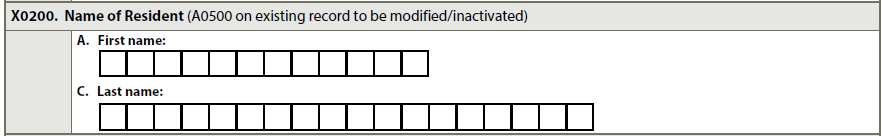 X0200. Name of Resident (A0500 on existing record to be modified/inactivated)
A. First name:
C. Last name: